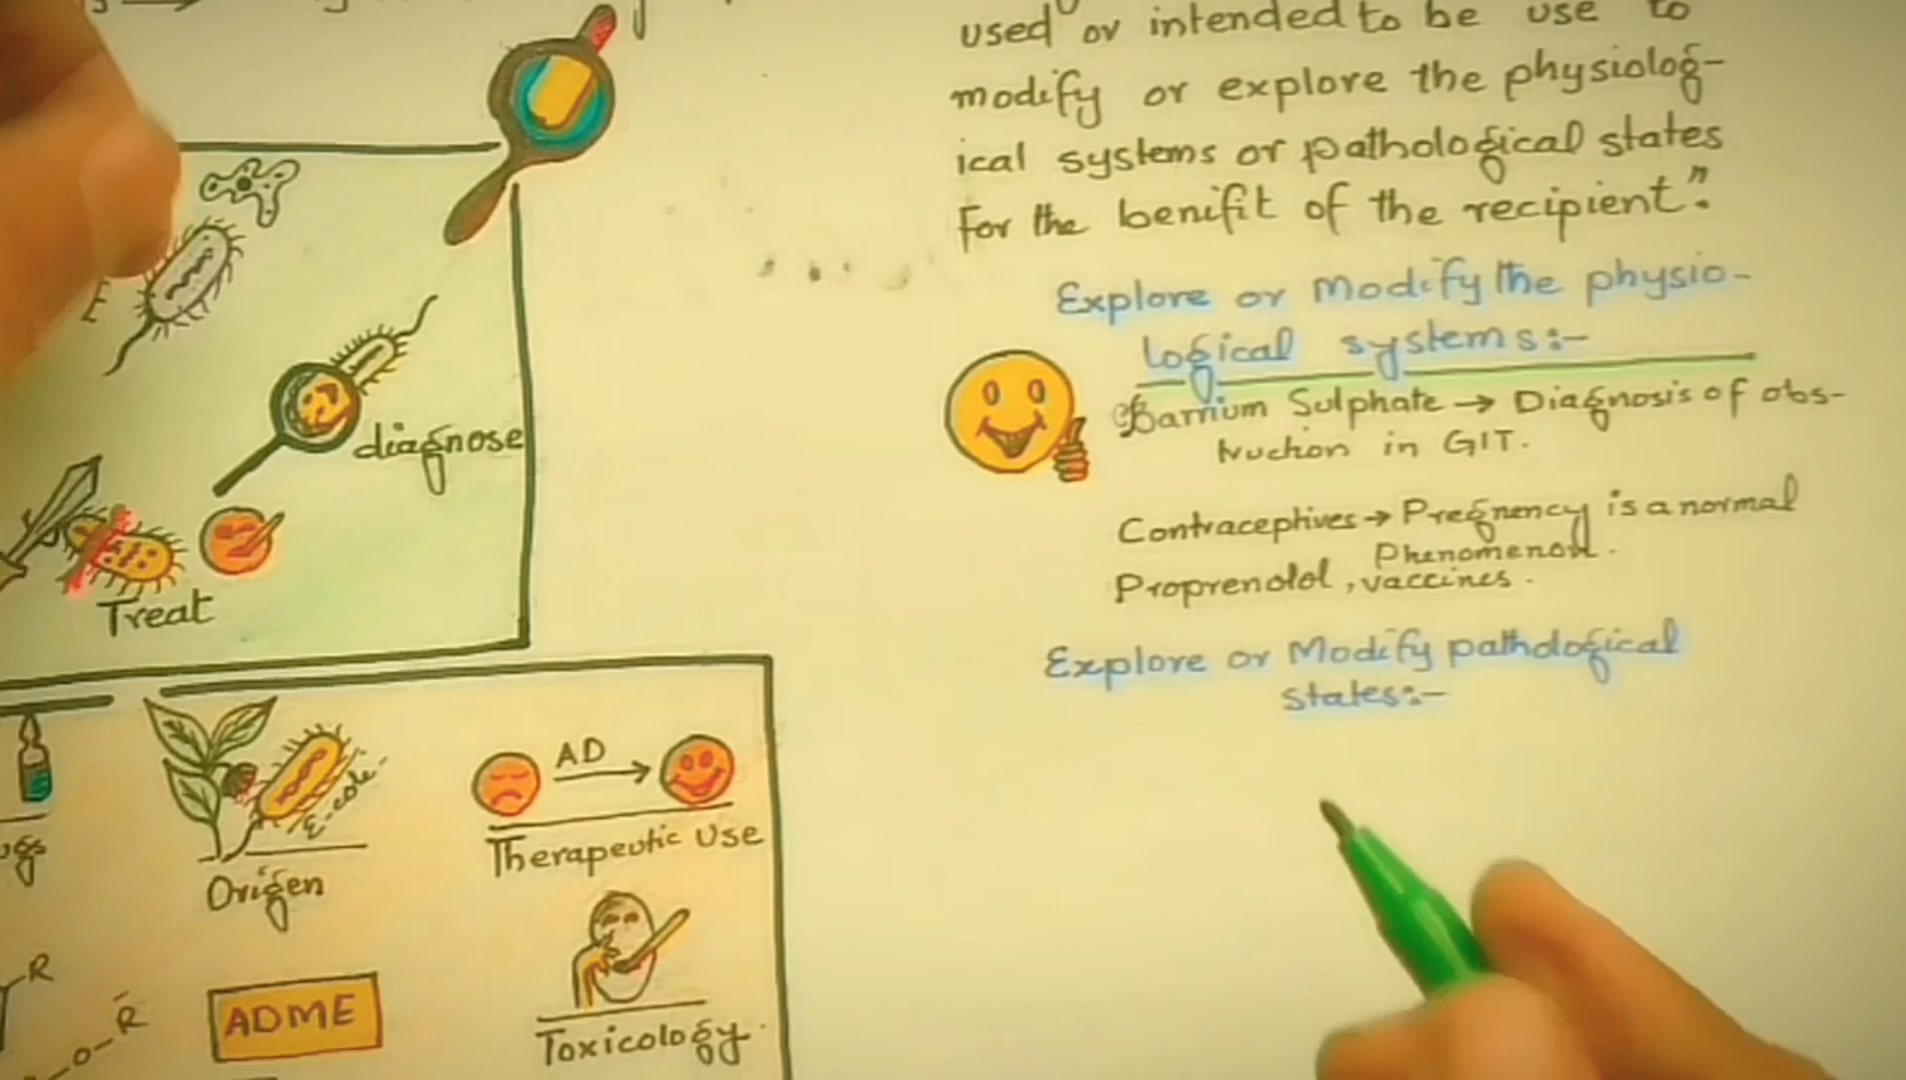 used or intended to be use to
modify or explore the physiolog-
ical systems or pathological states
For the benifit of the recipient".
Explore or Modify the physio-
logical systems:-
Barrium Sulphate → Diagnosis of obs-
truction in GIT.
Contraceptives → Pregnency is a normal
Phenomenon.
Proprenolol, vaccines.
Explore or Modify pathological
states:-
diagnose
Treat
E-cole
Origen
AD
Therapeutic Use
R
O-R
ADME
Toxicology.